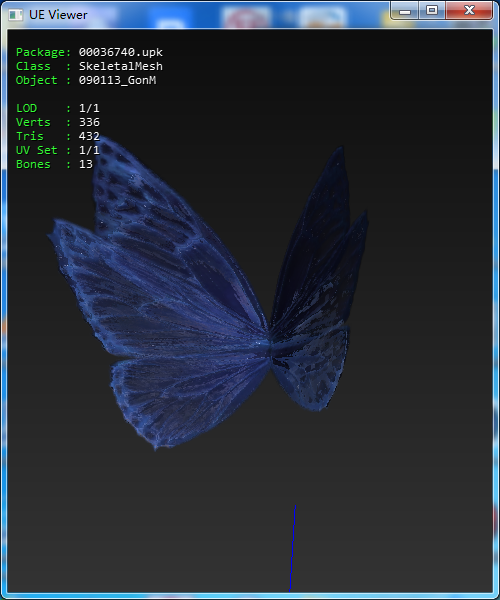 UE Viewer
Package: 00036740.upk
Class : SkeletalMesh
Object : 090113_GonM
LOD : 1/1
Verts : 336
Tris : 432
UV Set : 1/1
Bones : 13